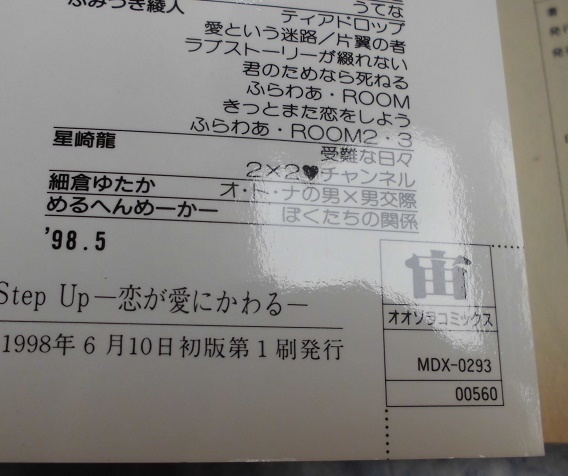 うてな
ふみつき綾人
ティアドロップ
愛という迷路/片翼の者
ラブストーリーが綴れない
君のためなら死ねる
ふらわあ・ROOM
きっとまた恋をしよう
ふらわあ・ROOM2・3
星崎龍 受難な日々
2×2♥チャンネル
細倉ゆたか オ・ト・ナの男×男交際
めるへんめーかー ぼくたちの関係
'98.5
Step Up—恋が愛にかわる—
1998年6月10日初版第1刷発行
宙
オオゾラコミックス
MDX-0293
00560